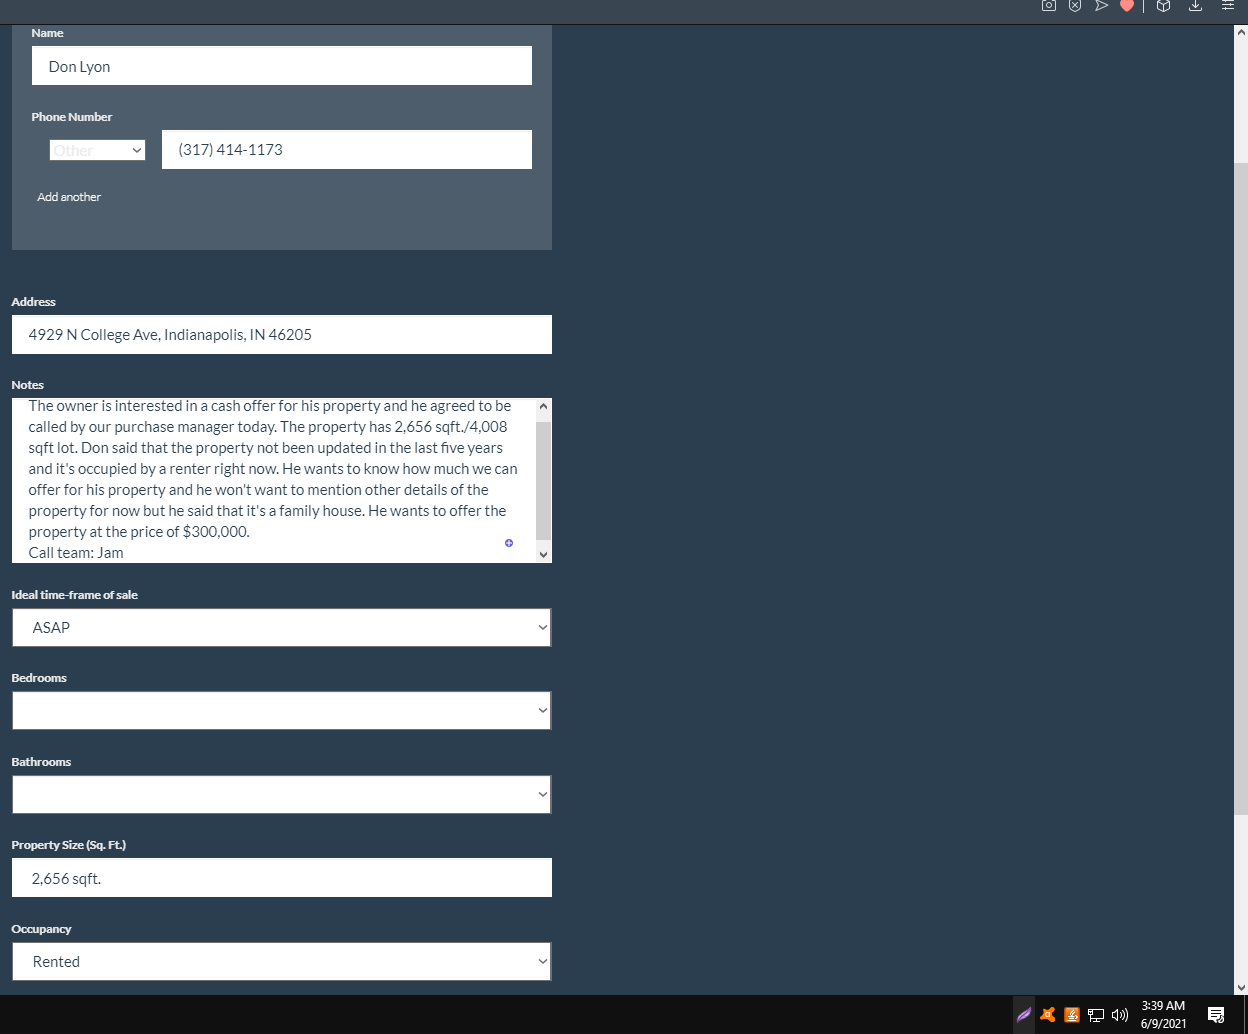 Name
Don Lyon
Phone Number
Other
(317) 414-1173
Add another
Address
4929 N College Ave, Indianapolis, IN 46205
Notes
The owner is interested in a cash offer for his property and he agreed to be
called by our purchase manager today. The property has 2,656 sqft./4,008
sqft lot. Don said that the property not been updated in the last five years
and it's occupied by a renter right now. He wants to know how much we can
offer for his property and he won't want to mention other details of the
property for now but he said that it's a family house. He wants to offer the
property at the price of $300,000.
Call team: Jam
Ideal time-frame of sale
ASAP
Bedrooms
Bathrooms
Property Size (Sq. Ft.)
2,656 sqft.
Occupancy
Rented
3:39 AM
6/9/2021